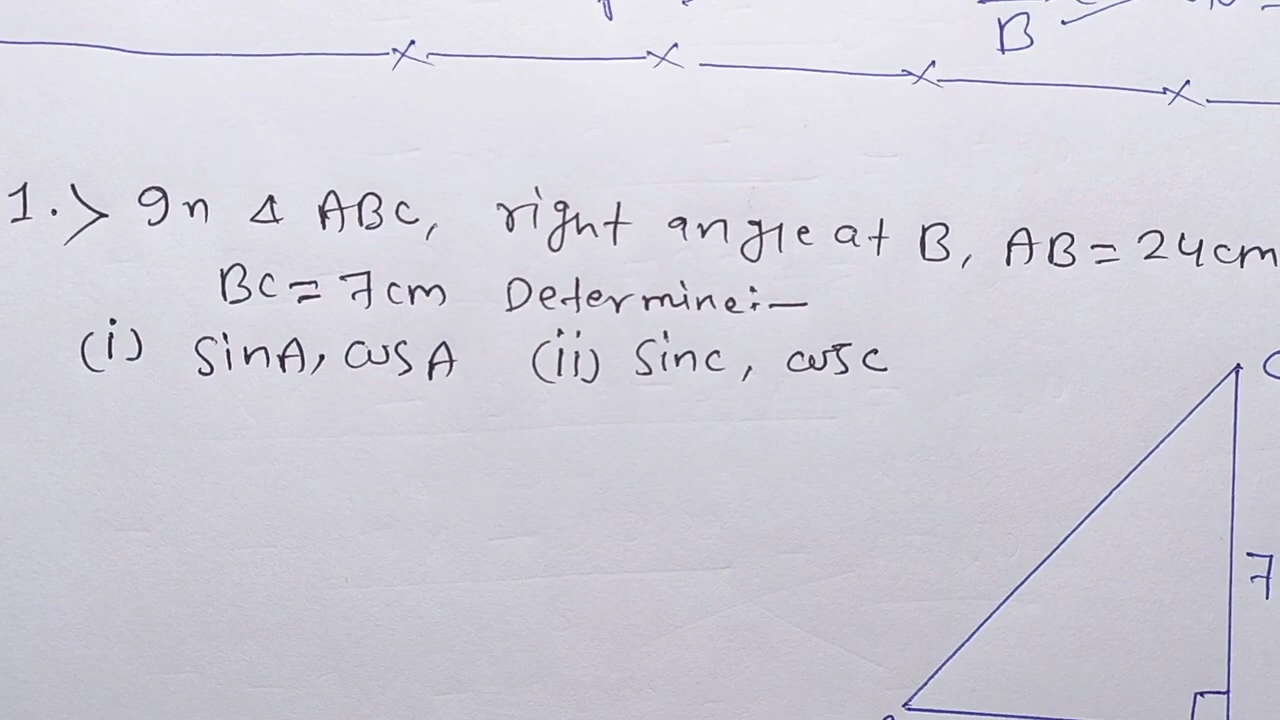 B
1.> In Δ ABC, right angle at B, AB = 24cm
BC = 7cm Determine:—
(i) sinA, cosA (ii) sinc, cosc
C
7